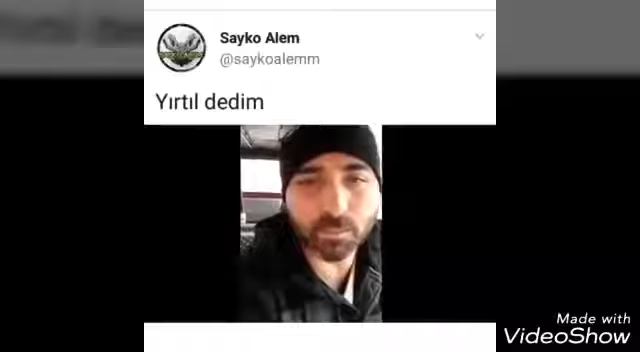 Sayko Alem
@saykoalemm
Yırtıl dedim
Made with
VideoShow